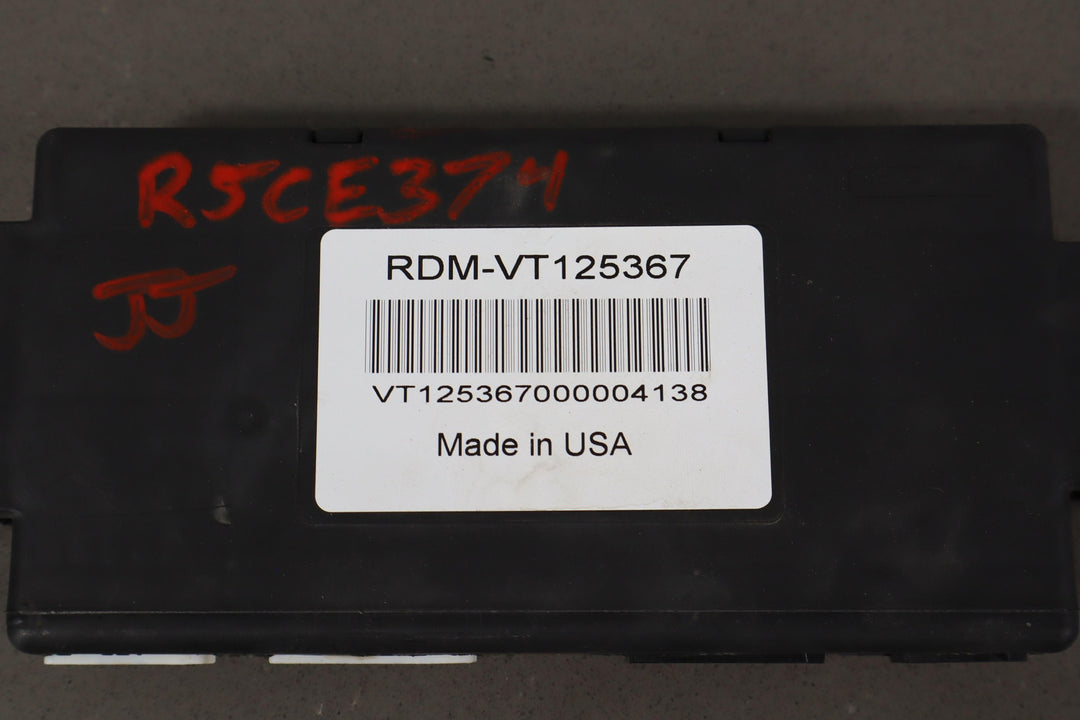 R5CE374
JJ
RDM-VT125367
VT125367000004138
Made in USA